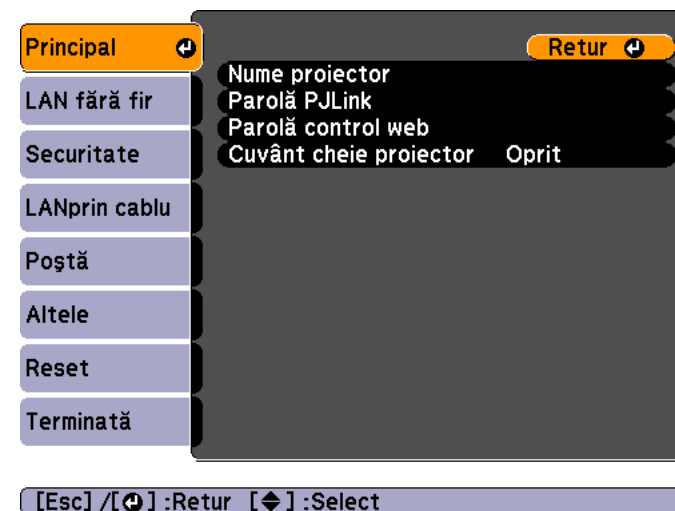 Principal
Retur
Nume proiector
LAN fără fir
Parolă PJLink
Parolă control web
Securitate
Cuvânt cheie proiector Oprit
LANprin cablu
Poştă
Altele
Reset
Terminată
[Esc] /[ ] :Retur [ ] :Select